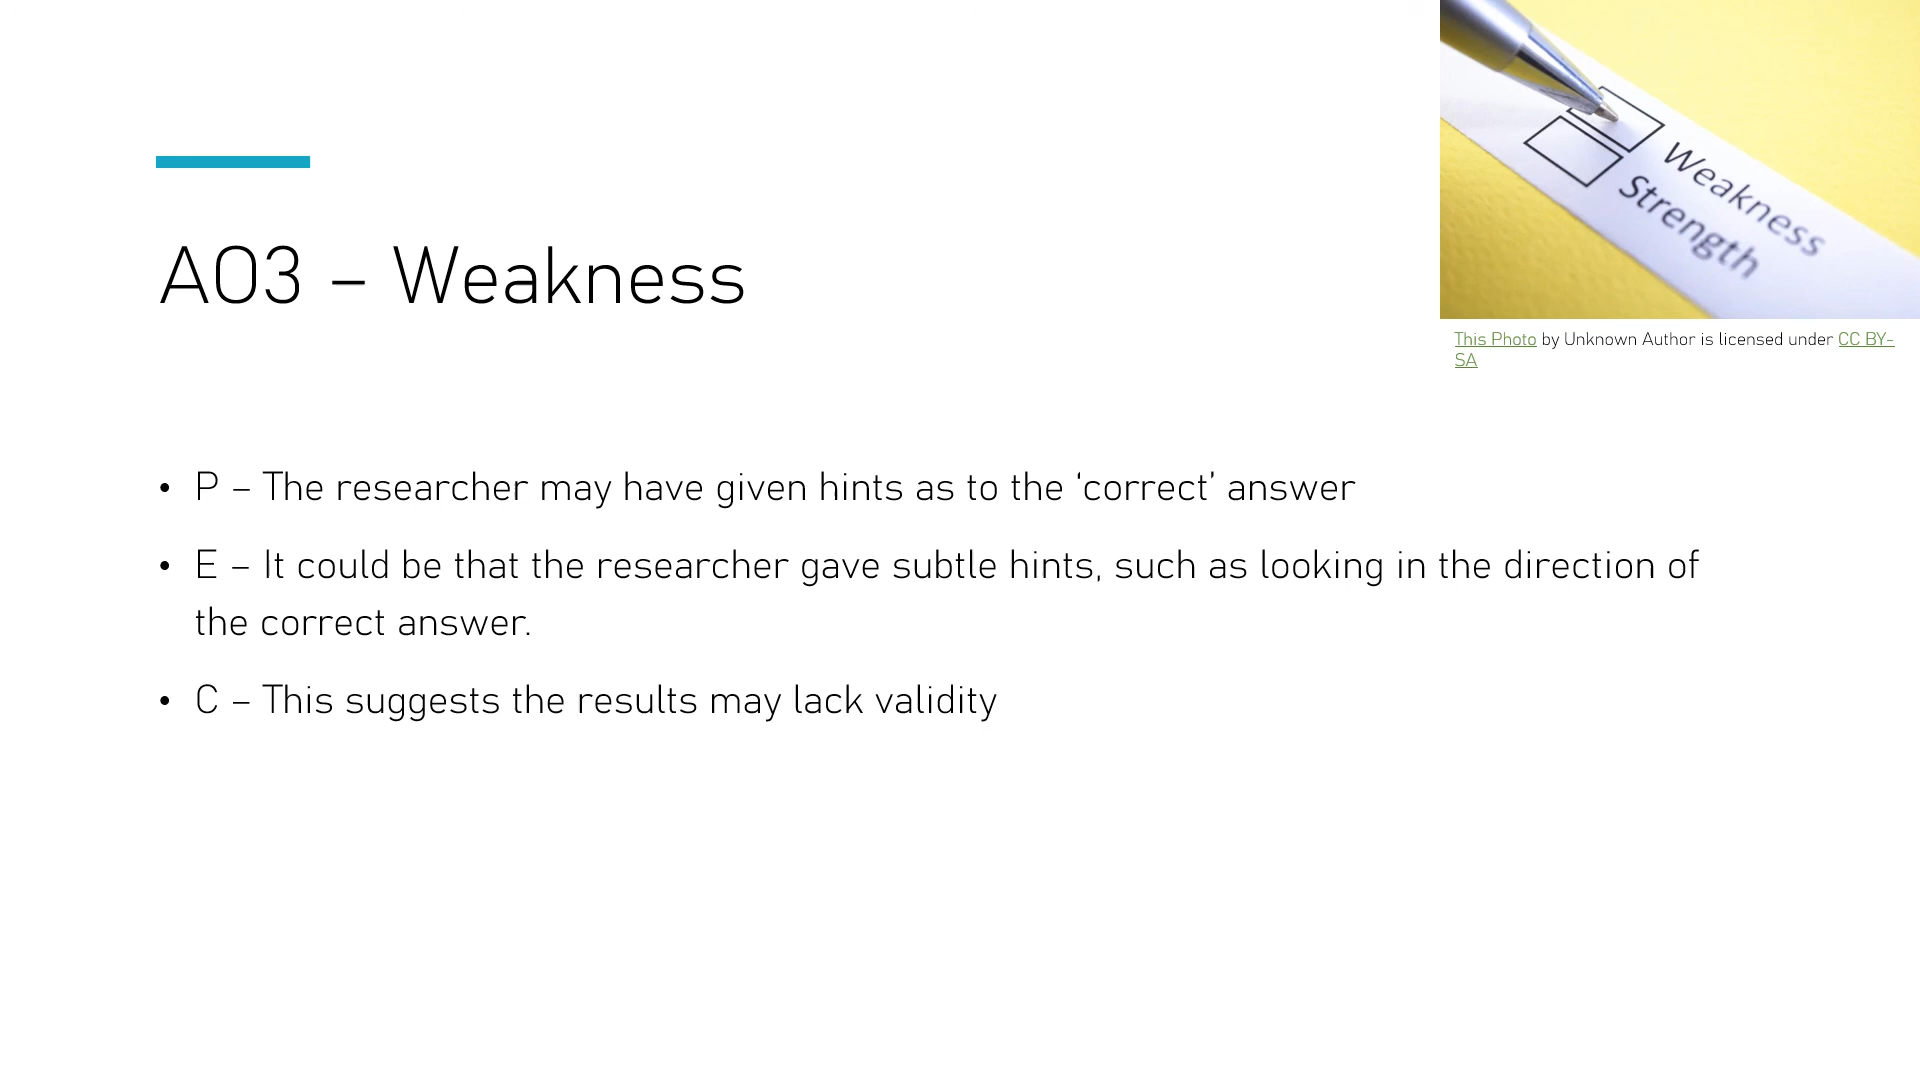 Weakness
Strength
This Photo by Unknown Author is licensed under CC BY-
SA
AO3 – Weakness
• P – The researcher may have given hints as to the ‘correct’ answer
• E – It could be that the researcher gave subtle hints, such as looking in the direction of
the correct answer.
• C – This suggests the results may lack validity